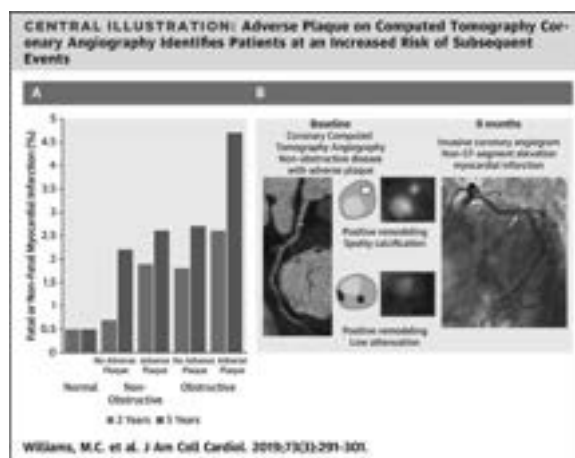 CENTRAL ILLUSTRATION: Adverse Plaque on Computed Tomography Cor-
onary Angiography Identifies Patients at an Increased Risk of Subsequent
Events
A
B
Fatal or Non-Fatal Myocardial Infarction (%)
5
4.5
4
3.5
3
2.5
2
1.5
1
0.5
0
No Adverse
Plaque
Adverse
Plaque
No Adverse
Plaque
Adverse
Plaque
Normal
Non-
Obstructive
Obstructive
2 Years
5 Years
Baseline
Coronary Computed
Tomography Angiography
Non-obstructive disease
with adverse plaque
Positive remodeling
Spotty calcification
Positive remodeling
Low attenuation
6 months
Invasive coronary angiogram
Non-ST-segment elevation
myocardial infarction
Williams, M.C. et al. J Am Coll Cardiol. 2019;73(3):291-301.